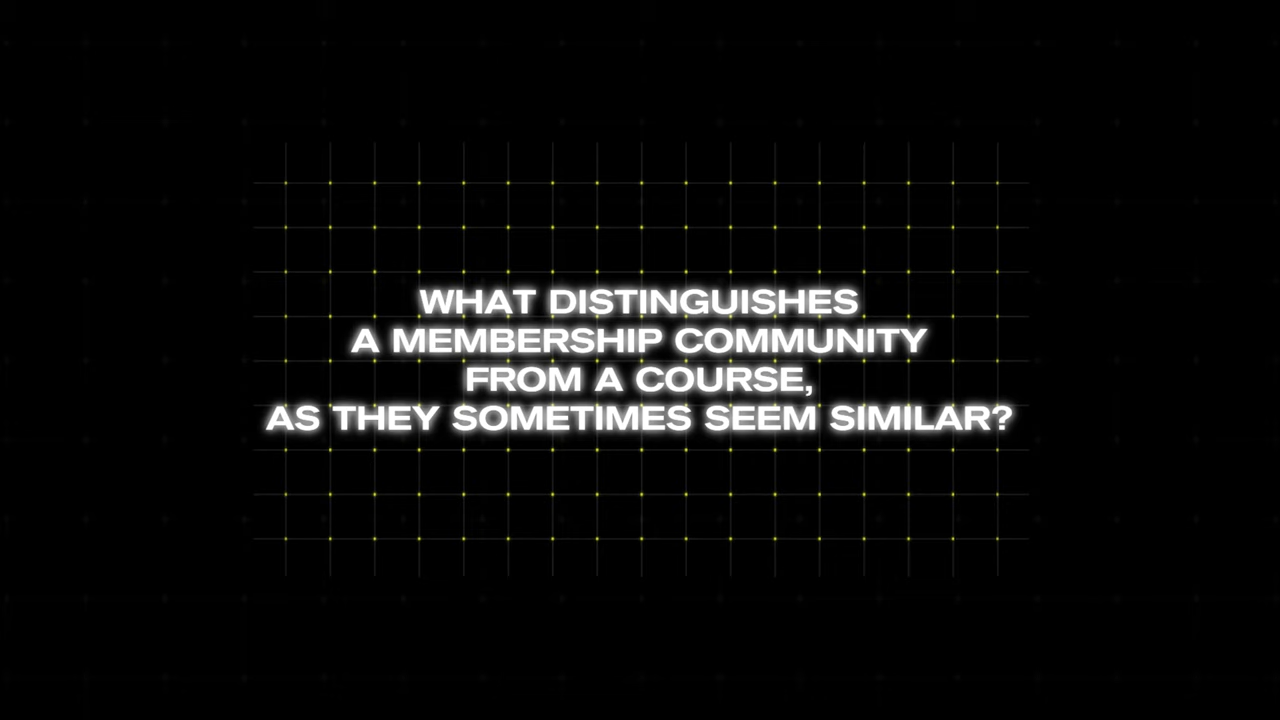 WHAT DISTINGUISHES
A MEMBERSHIP COMMUNITY
FROM A COURSE,
AS THEY SOMETIMES SEEM SIMILAR?